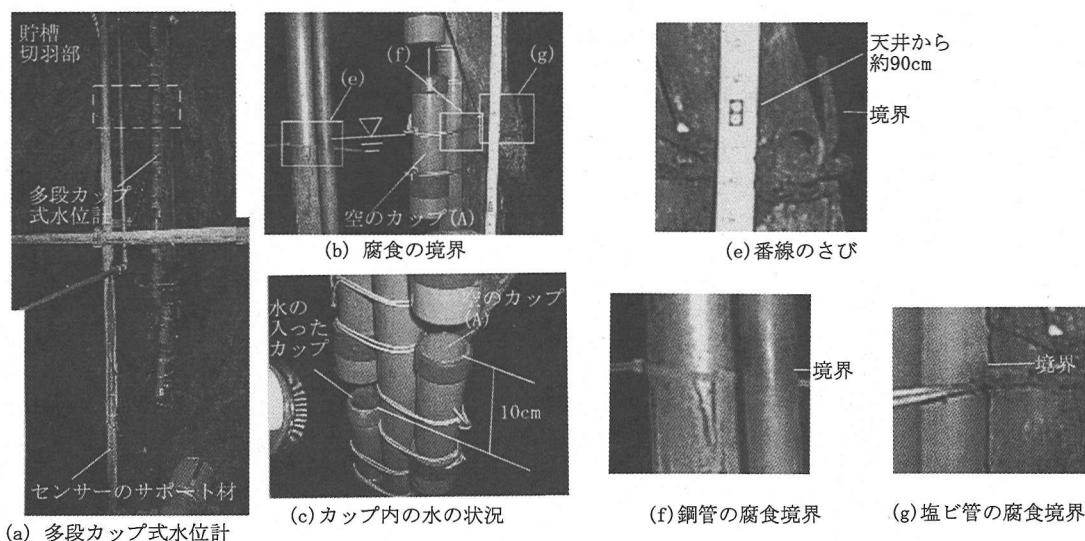 貯槽
切羽部
多段カップ
式水位計
センサーのサポート材
(a) 多段カップ式水位計
(e)
(f)
(g)
空のカップ(A)
(b) 腐食の境界
水の
入った
カップ
空のカップ
(A)
10cm
(c)カップ内の水の状況
天井から
約90cm
境界
(e)番線のさび
境界
(f)鋼管の腐食境界
境界
(g)塩ビ管の腐食境界